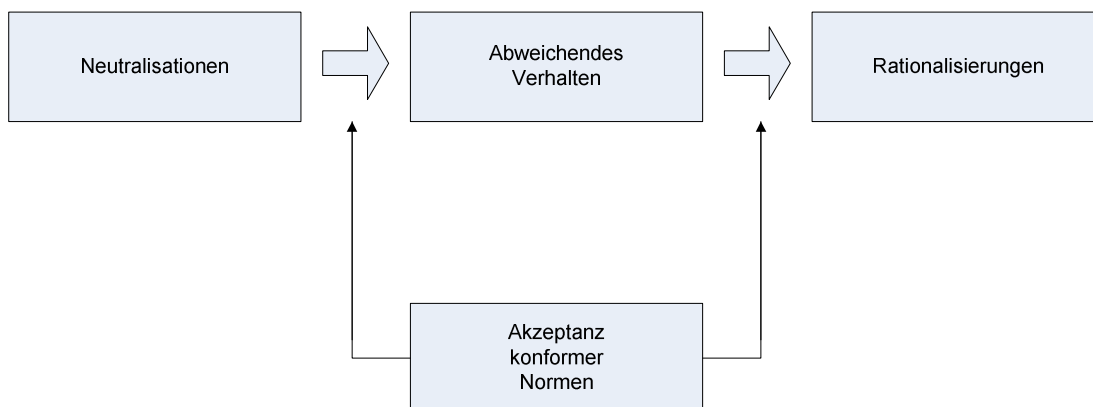 Neutralisationen
Abweichendes
Verhalten
Rationalisierungen
Akzeptanz
konformer
Normen